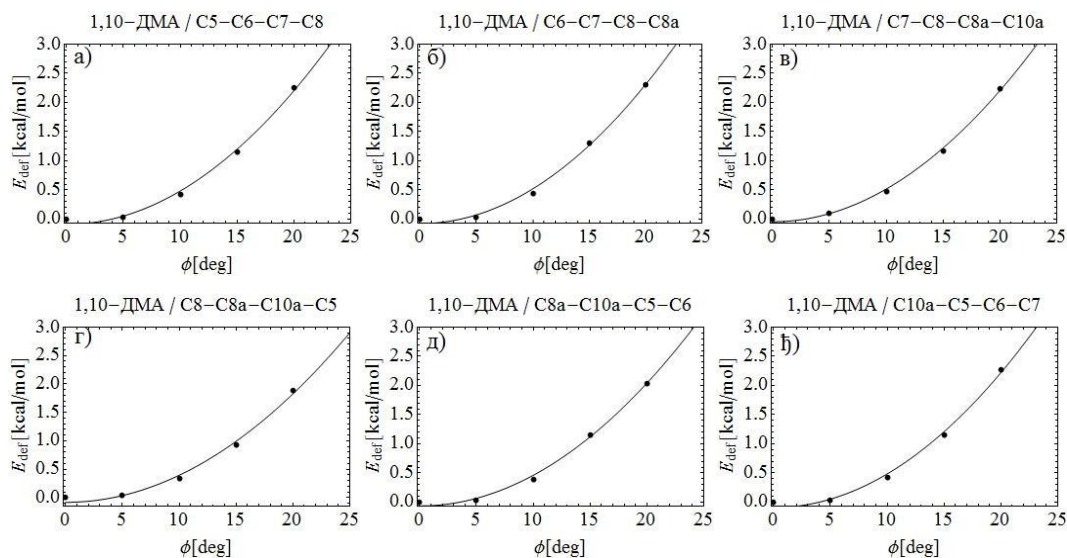 1,10−ДМА / C5−C6−C7−C8
а)
3.0
2.5
2.0
1.5
1.0
0.5
0.0
E_def [kcal/mol]
0 5 10 15 20 25
ϕ[deg]
1,10−ДМА / C6−C7−C8−C8a
б)
3.0
2.5
2.0
1.5
1.0
0.5
0.0
E_def [kcal/mol]
0 5 10 15 20 25
ϕ[deg]
1,10−ДМА / C7−C8−C8a−C10a
в)
3.0
2.5
2.0
1.5
1.0
0.5
0.0
E_def [kcal/mol]
0 5 10 15 20 25
ϕ[deg]
1,10−ДМА / C8−C8a−C10a−C5
г)
3.0
2.5
2.0
1.5
1.0
0.5
0.0
E_def [kcal/mol]
0 5 10 15 20 25
ϕ[deg]
1,10−ДМА / C8a−C10a−C5−C6
д)
3.0
2.5
2.0
1.5
1.0
0.5
0.0
E_def [kcal/mol]
0 5 10 15 20 25
ϕ[deg]
1,10−ДМА / C10a−C5−C6−C7
ђ)
3.0
2.5
2.0
1.5
1.0
0.5
0.0
E_def [kcal/mol]
0 5 10 15 20 25
ϕ[deg]